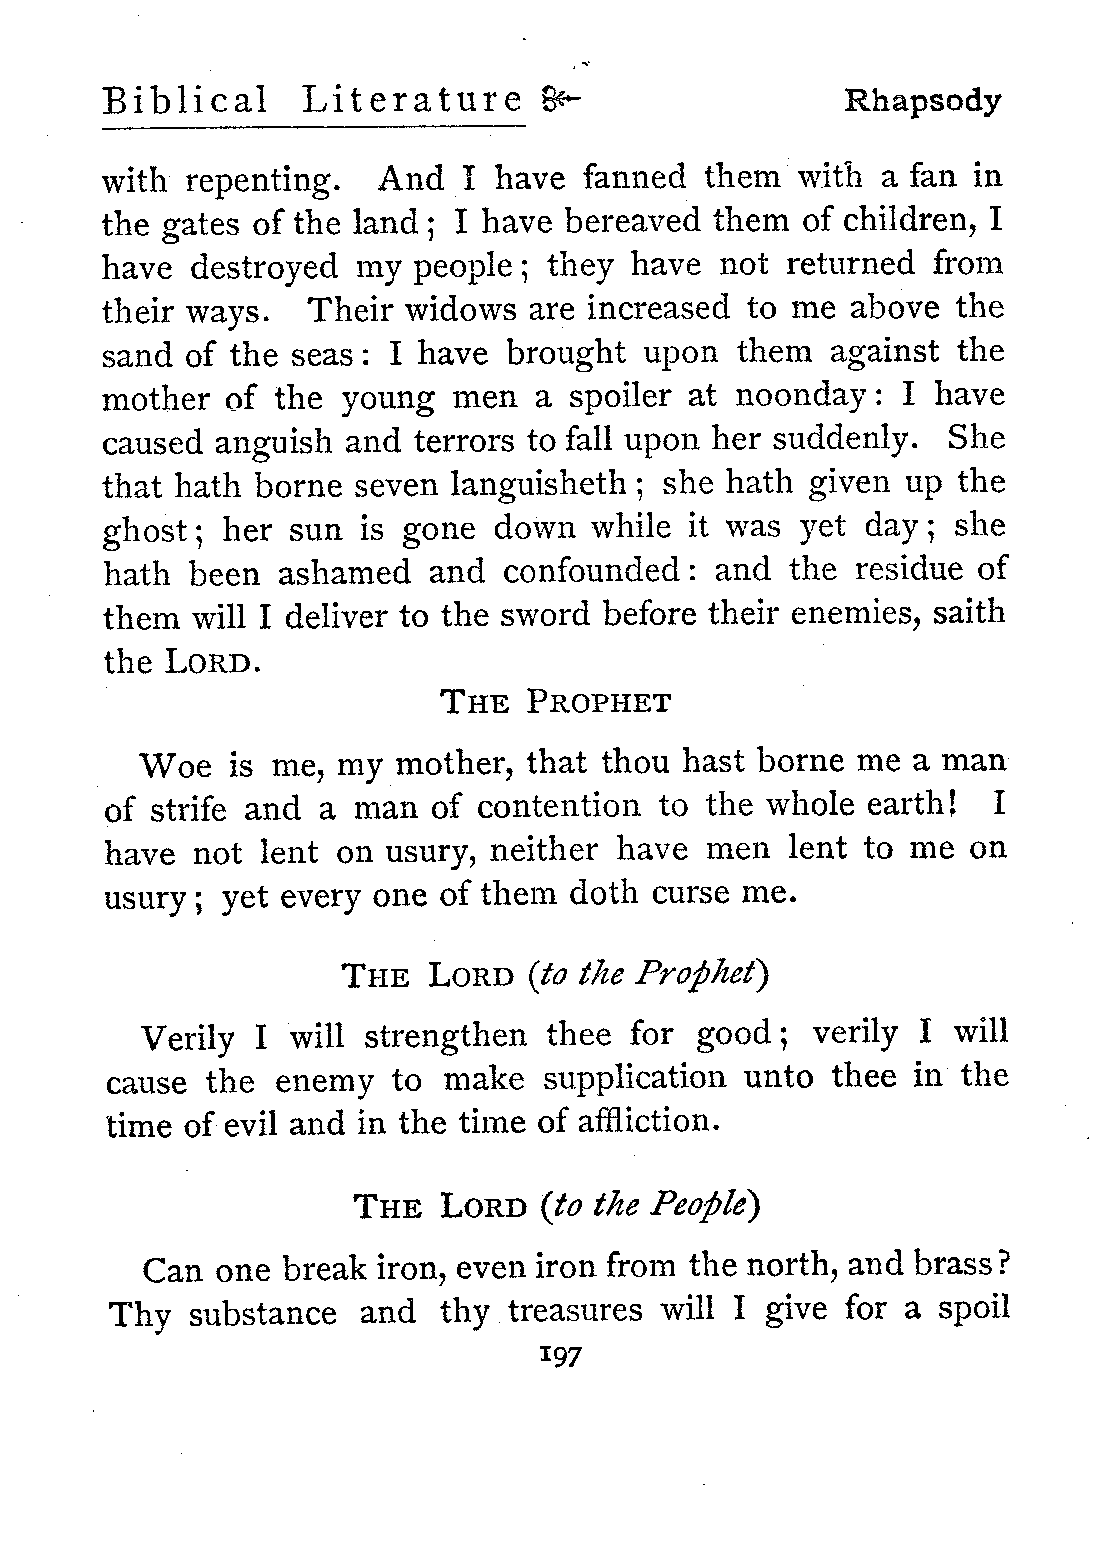 Biblical Literature Rhapsody
with repenting. And I have fanned them with a fan in
the gates of the land; I have bereaved them of children, I
have destroyed my people; they have not returned from
their ways. Their widows are increased to me above the
sand of the seas: I have brought upon them against the
mother of the young men a spoiler at noonday: I have
caused anguish and terrors to fall upon her suddenly. She
that hath borne seven languisheth; she hath given up the
ghost; her sun is gone down while it was yet day; she
hath been ashamed and confounded: and the residue of
them will I deliver to the sword before their enemies, saith
the LORD.
THE PROPHET
Woe is me, my mother, that thou hast borne me a man
of strife and a man of contention to the whole earth! I
have not lent on usury, neither have men lent to me on
usury; yet every one of them doth curse me.
THE LORD (to the Prophet)
Verily I will strengthen thee for good; verily I will
cause the enemy to make supplication unto thee in the
time of evil and in the time of affliction.
THE LORD (to the People)
Can one break iron, even iron from the north, and brass?
Thy substance and thy treasures will I give for a spoil
197